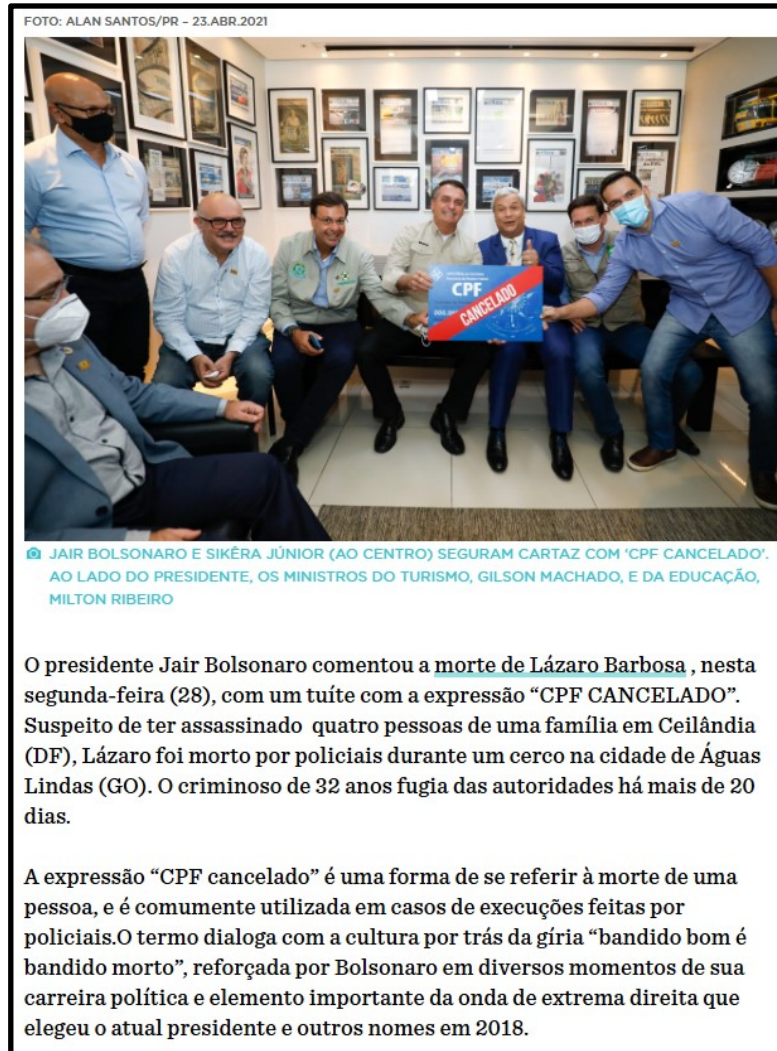 FOTO: ALAN SANTOS/PR – 23.ABR.2021
CPF
CANCELADO
JAIR BOLSONARO E SIKÊRA JÚNIOR (AO CENTRO) SEGURAM CARTAZ COM 'CPF CANCELADO'.
AO LADO DO PRESIDENTE, OS MINISTROS DO TURISMO, GILSON MACHADO, E DA EDUCAÇÃO,
MILTON RIBEIRO
O presidente Jair Bolsonaro comentou a morte de Lázaro Barbosa , nesta
segunda-feira (28), com um tuíte com a expressão “CPF CANCELADO”.
Suspeito de ter assassinado  quatro pessoas de uma família em Ceilândia
(DF), Lázaro foi morto por policiais durante um cerco na cidade de Águas
Lindas (GO). O criminoso de 32 anos fugia das autoridades há mais de 20
dias.
A expressão “CPF cancelado” é uma forma de se referir à morte de uma
pessoa, e é comumente utilizada em casos de execuções feitas por
policiais.O termo dialoga com a cultura por trás da gíria “bandido bom é
bandido morto”, reforçada por Bolsonaro em diversos momentos de sua
carreira política e elemento importante da onda de extrema direita que
elegeu o atual presidente e outros nomes em 2018.